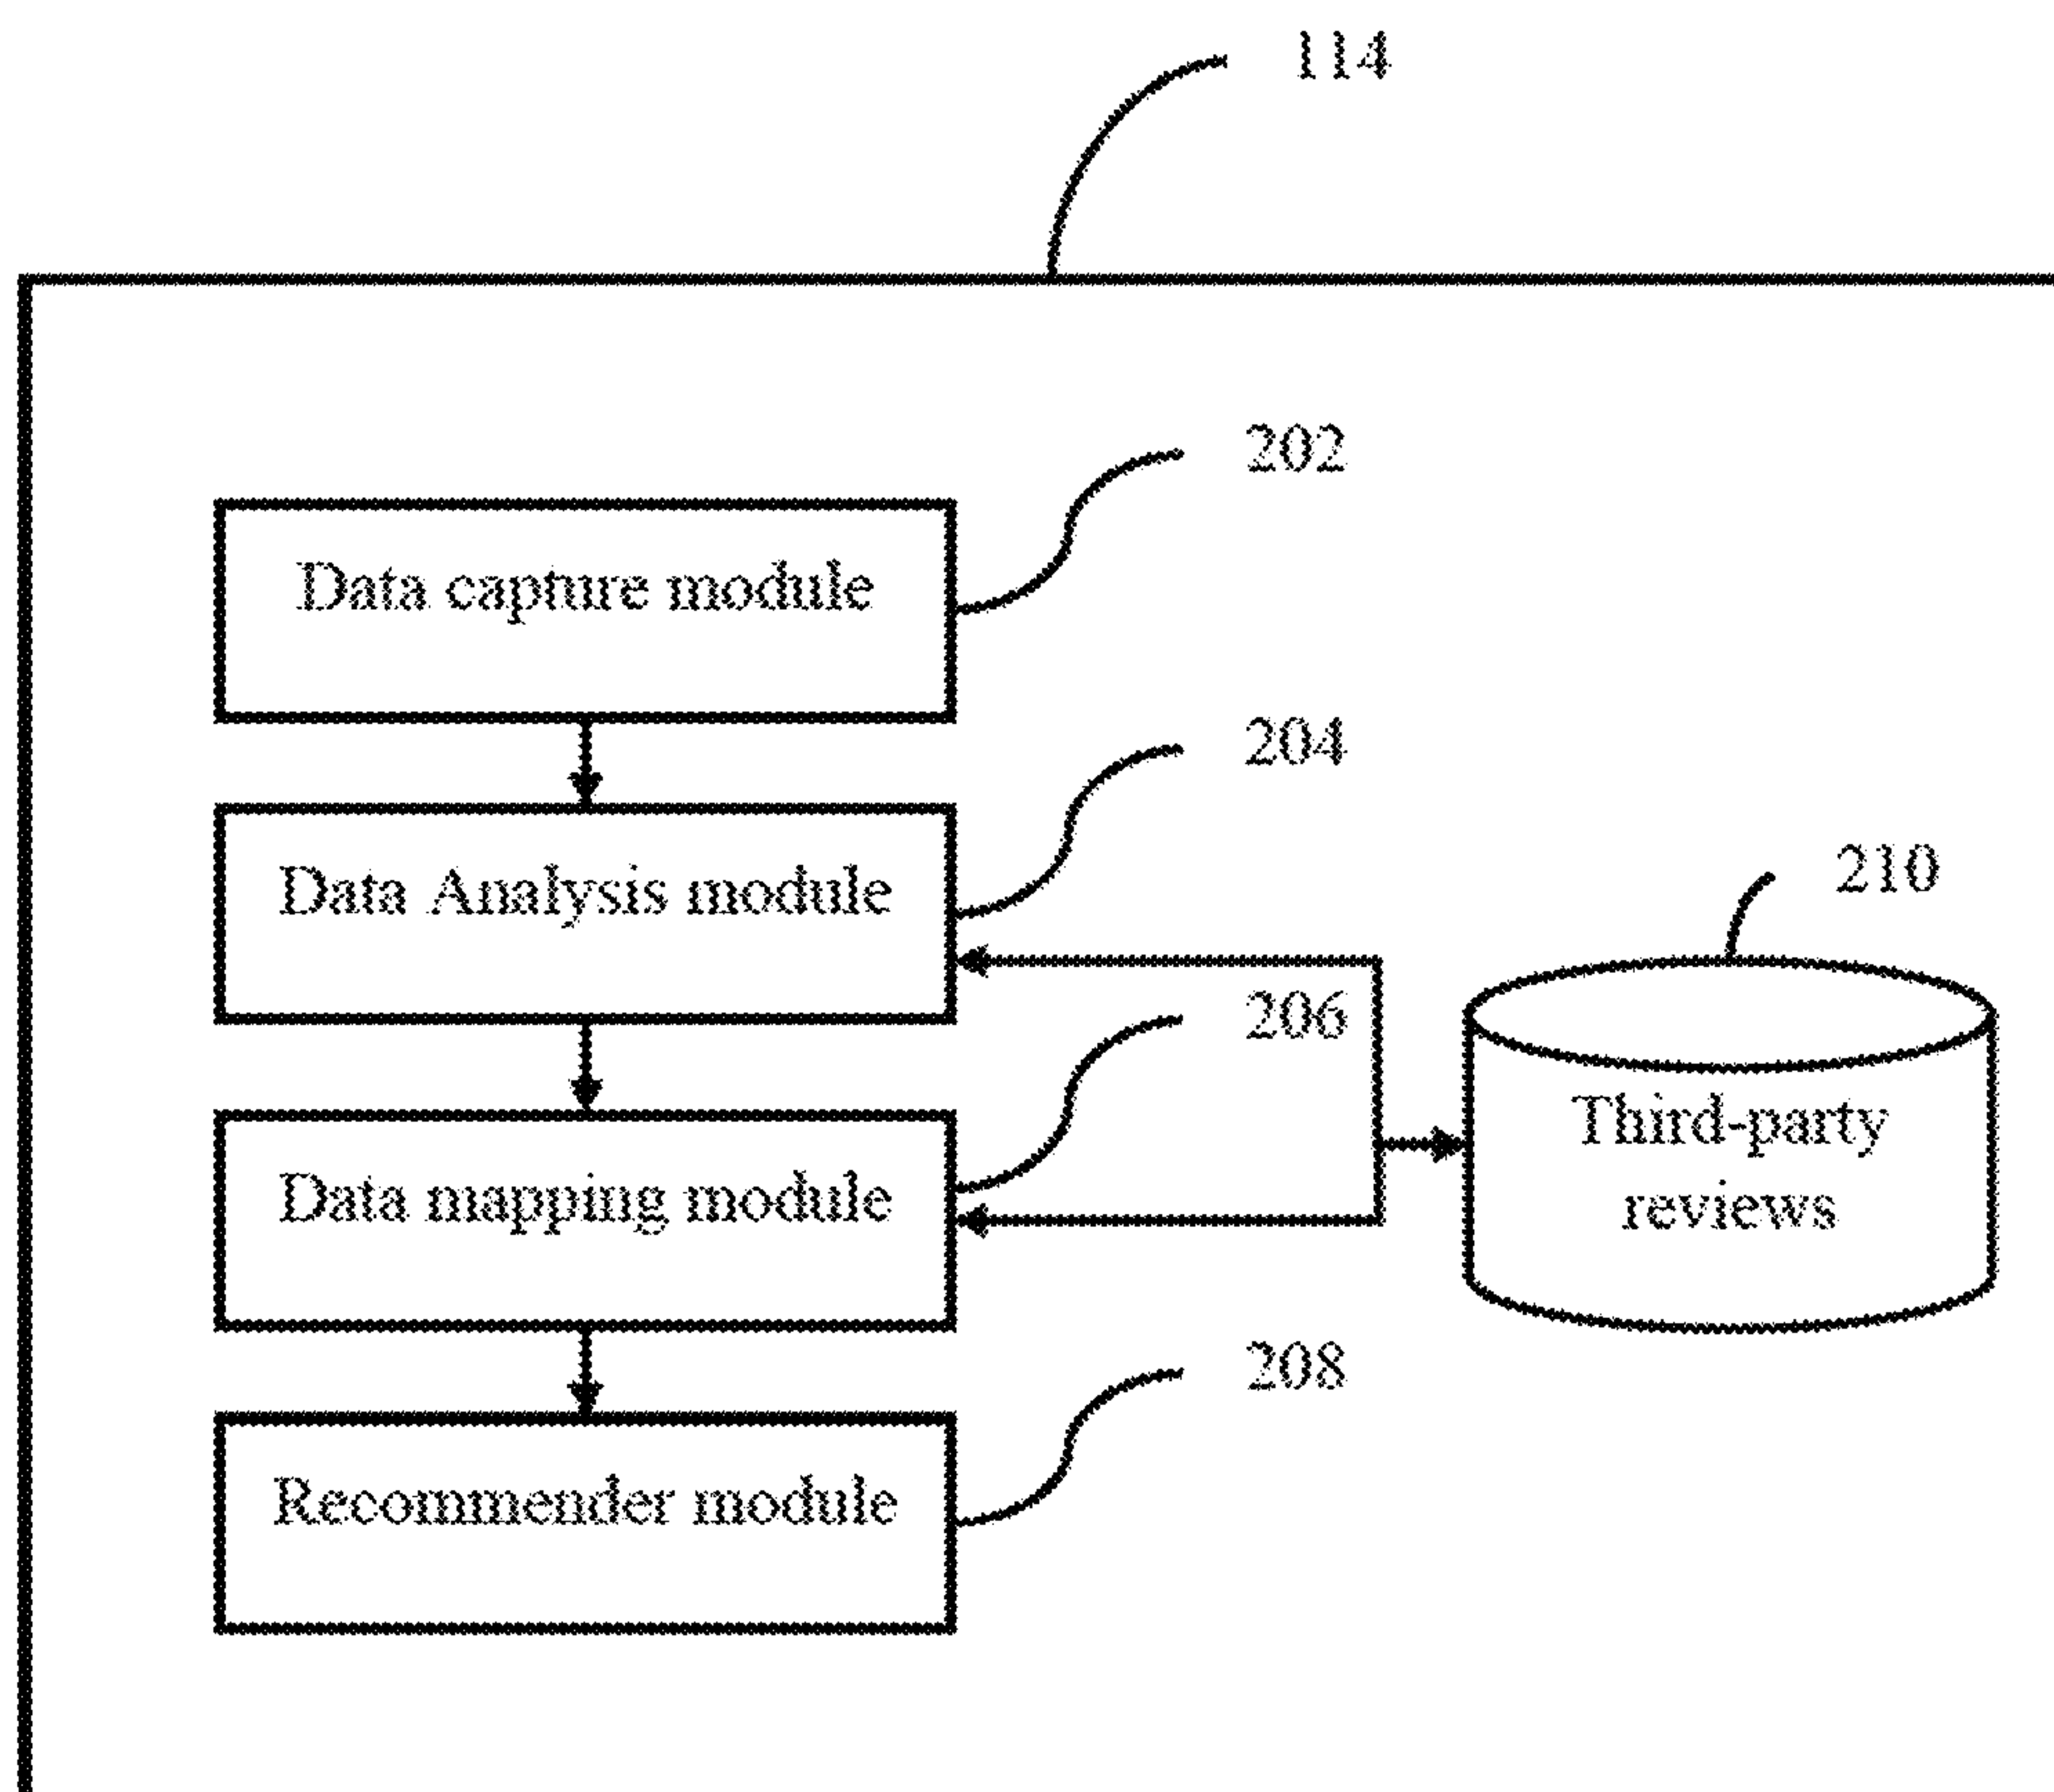 114
202
Data capture module
204
Data Analysis module
210
206
Third-party
reviews
Data mapping module
208
Recommender module